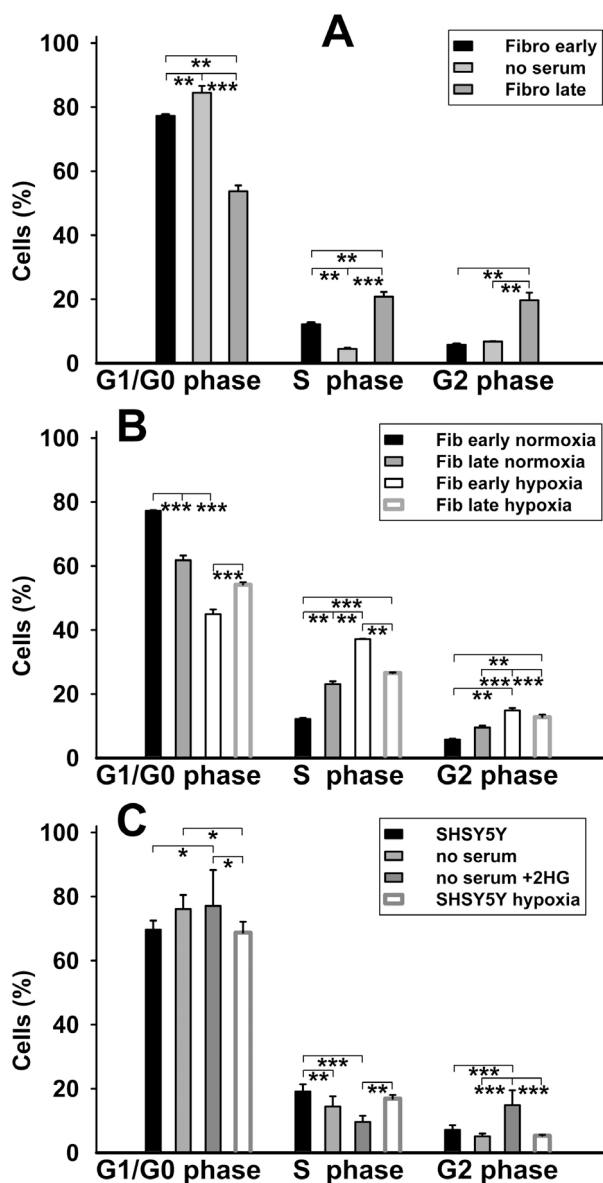 A
Fibro early
no serum
Fibro late
100
80
60
40
20
0
Cells (%)
**
** ***
**
** ***
**
**
G1/G0 phase S phase G2 phase
B
Fib early normoxia
Fib late normoxia
Fib early hypoxia
Fib late hypoxia
100
80
60
40
20
0
Cells (%)
*** ***
***
***
** **
**
**
*** ***
**
G1/G0 phase S phase G2 phase
C
SHSY5Y
no serum
no serum +2HG
SHSY5Y hypoxia
100
80
60
40
20
0
Cells (%)
*
* *
***
** **
***
*** ***
G1/G0 phase S phase G2 phase